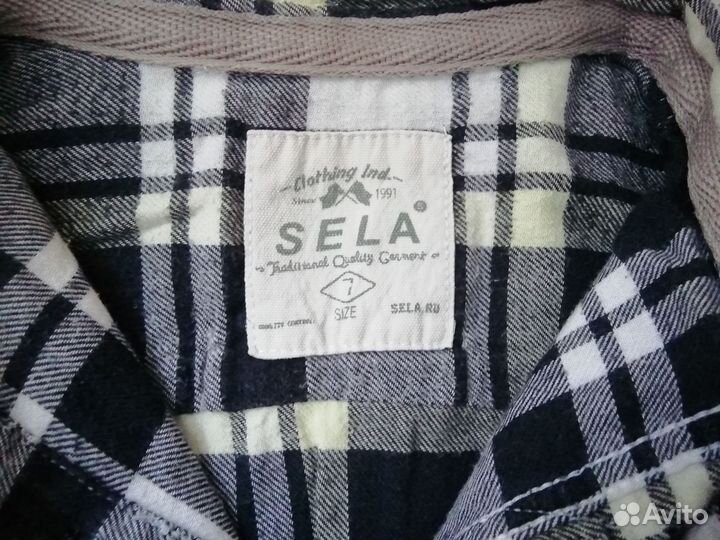 Clothing Ind.
Since 1991
SELA®
Traditional Quality Garment
7
SIZE
SELA.RU
Avito